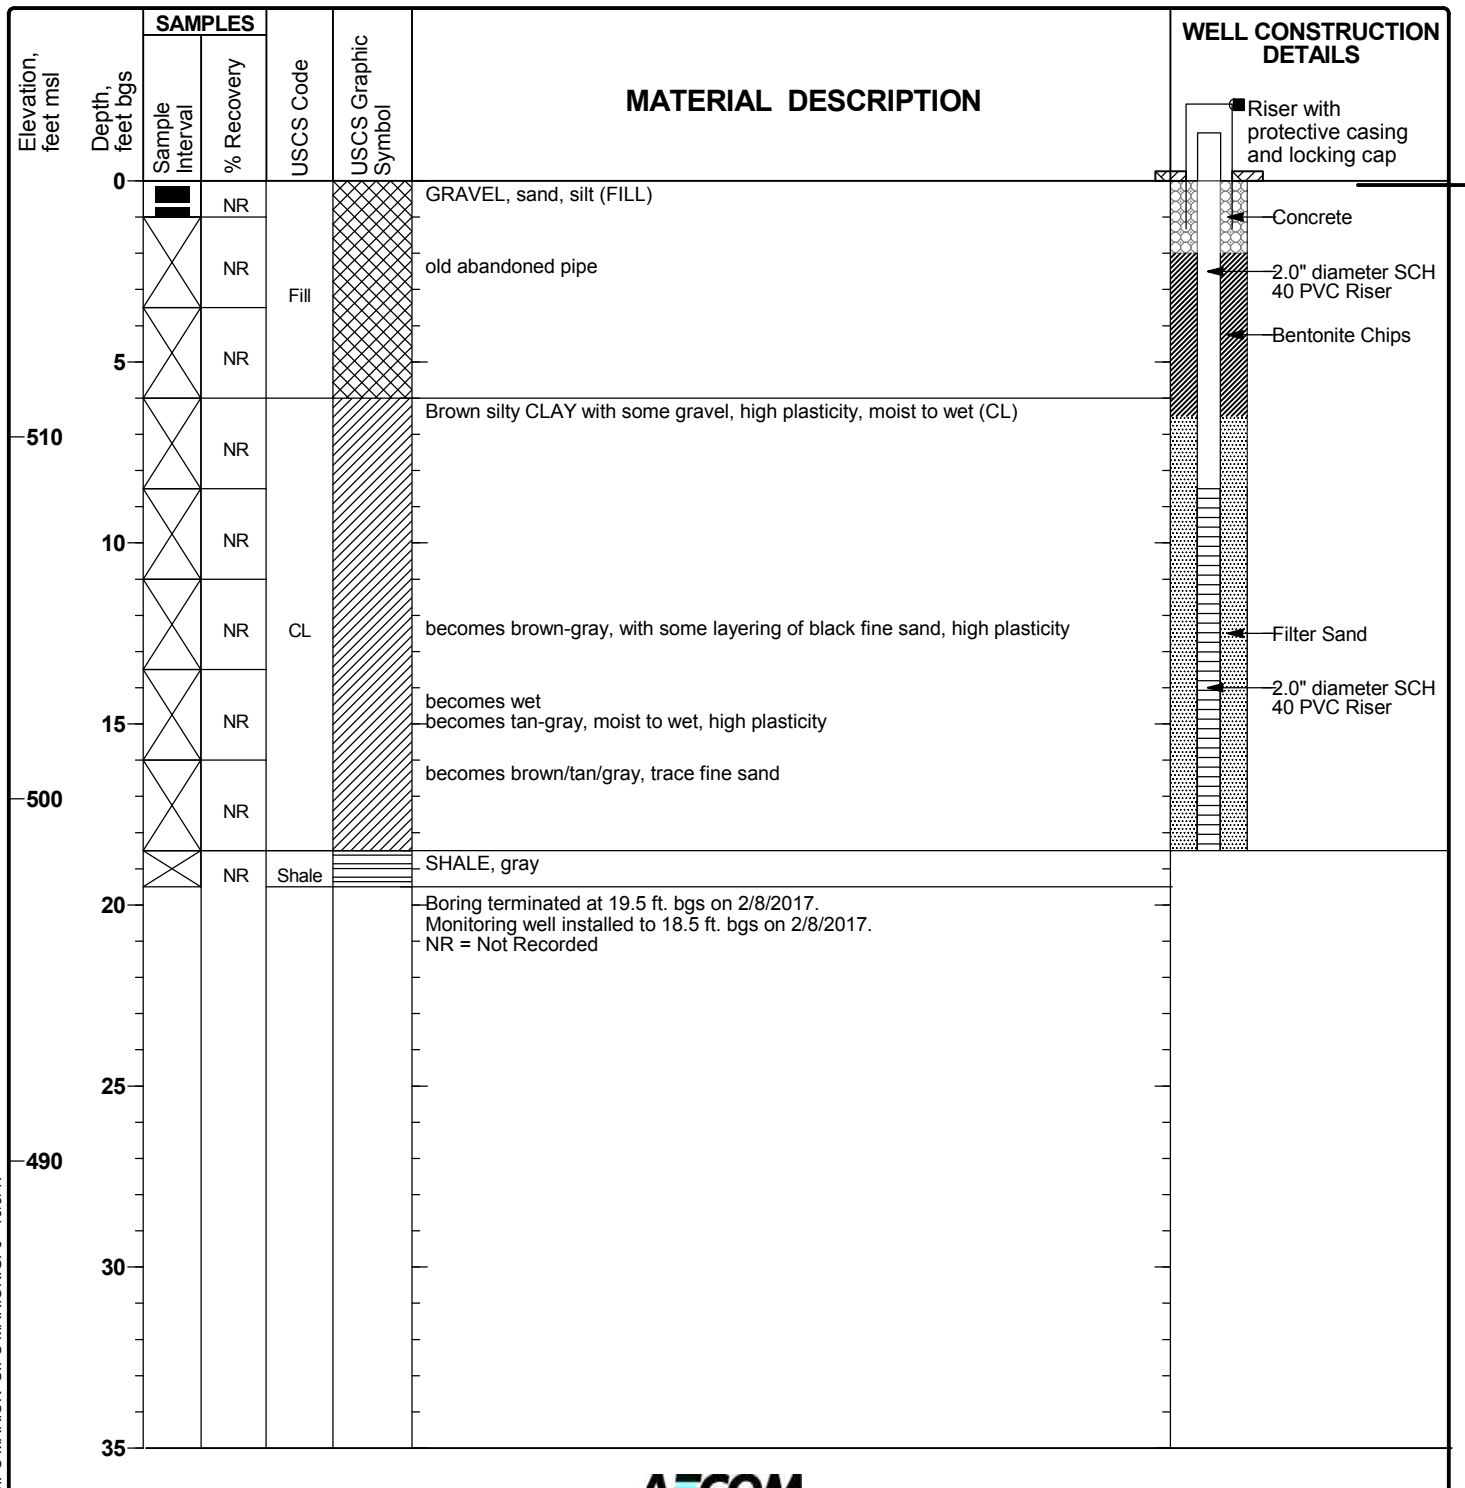 SAMPLES
Elevation,
feet msl
Depth,
feet bgs
Sample
Interval
% Recovery
USCS Code
USCS Graphic
Symbol
MATERIAL DESCRIPTION
WELL CONSTRUCTION
DETAILS
Riser with
protective casing
and locking cap
0
NR
GRAVEL, sand, silt (FILL)
Concrete
NR
old abandoned pipe
2.0" diameter SCH
40 PVC Riser
Fill
Bentonite Chips
5
NR
Brown silty CLAY with some gravel, high plasticity, moist to wet (CL)
510
NR
10
NR
NR
CL
becomes brown-gray, with some layering of black fine sand, high plasticity
Filter Sand
2.0" diameter SCH
40 PVC Riser
becomes wet
15
NR
becomes tan-gray, moist to wet, high plasticity
becomes brown/tan/gray, trace fine sand
500
NR
SHALE, gray
NR
Shale
20
Boring terminated at 19.5 ft. bgs on 2/8/2017.
Monitoring well installed to 18.5 ft. bgs on 2/8/2017.
NR = Not Recorded
25
490
30
35
AECOM